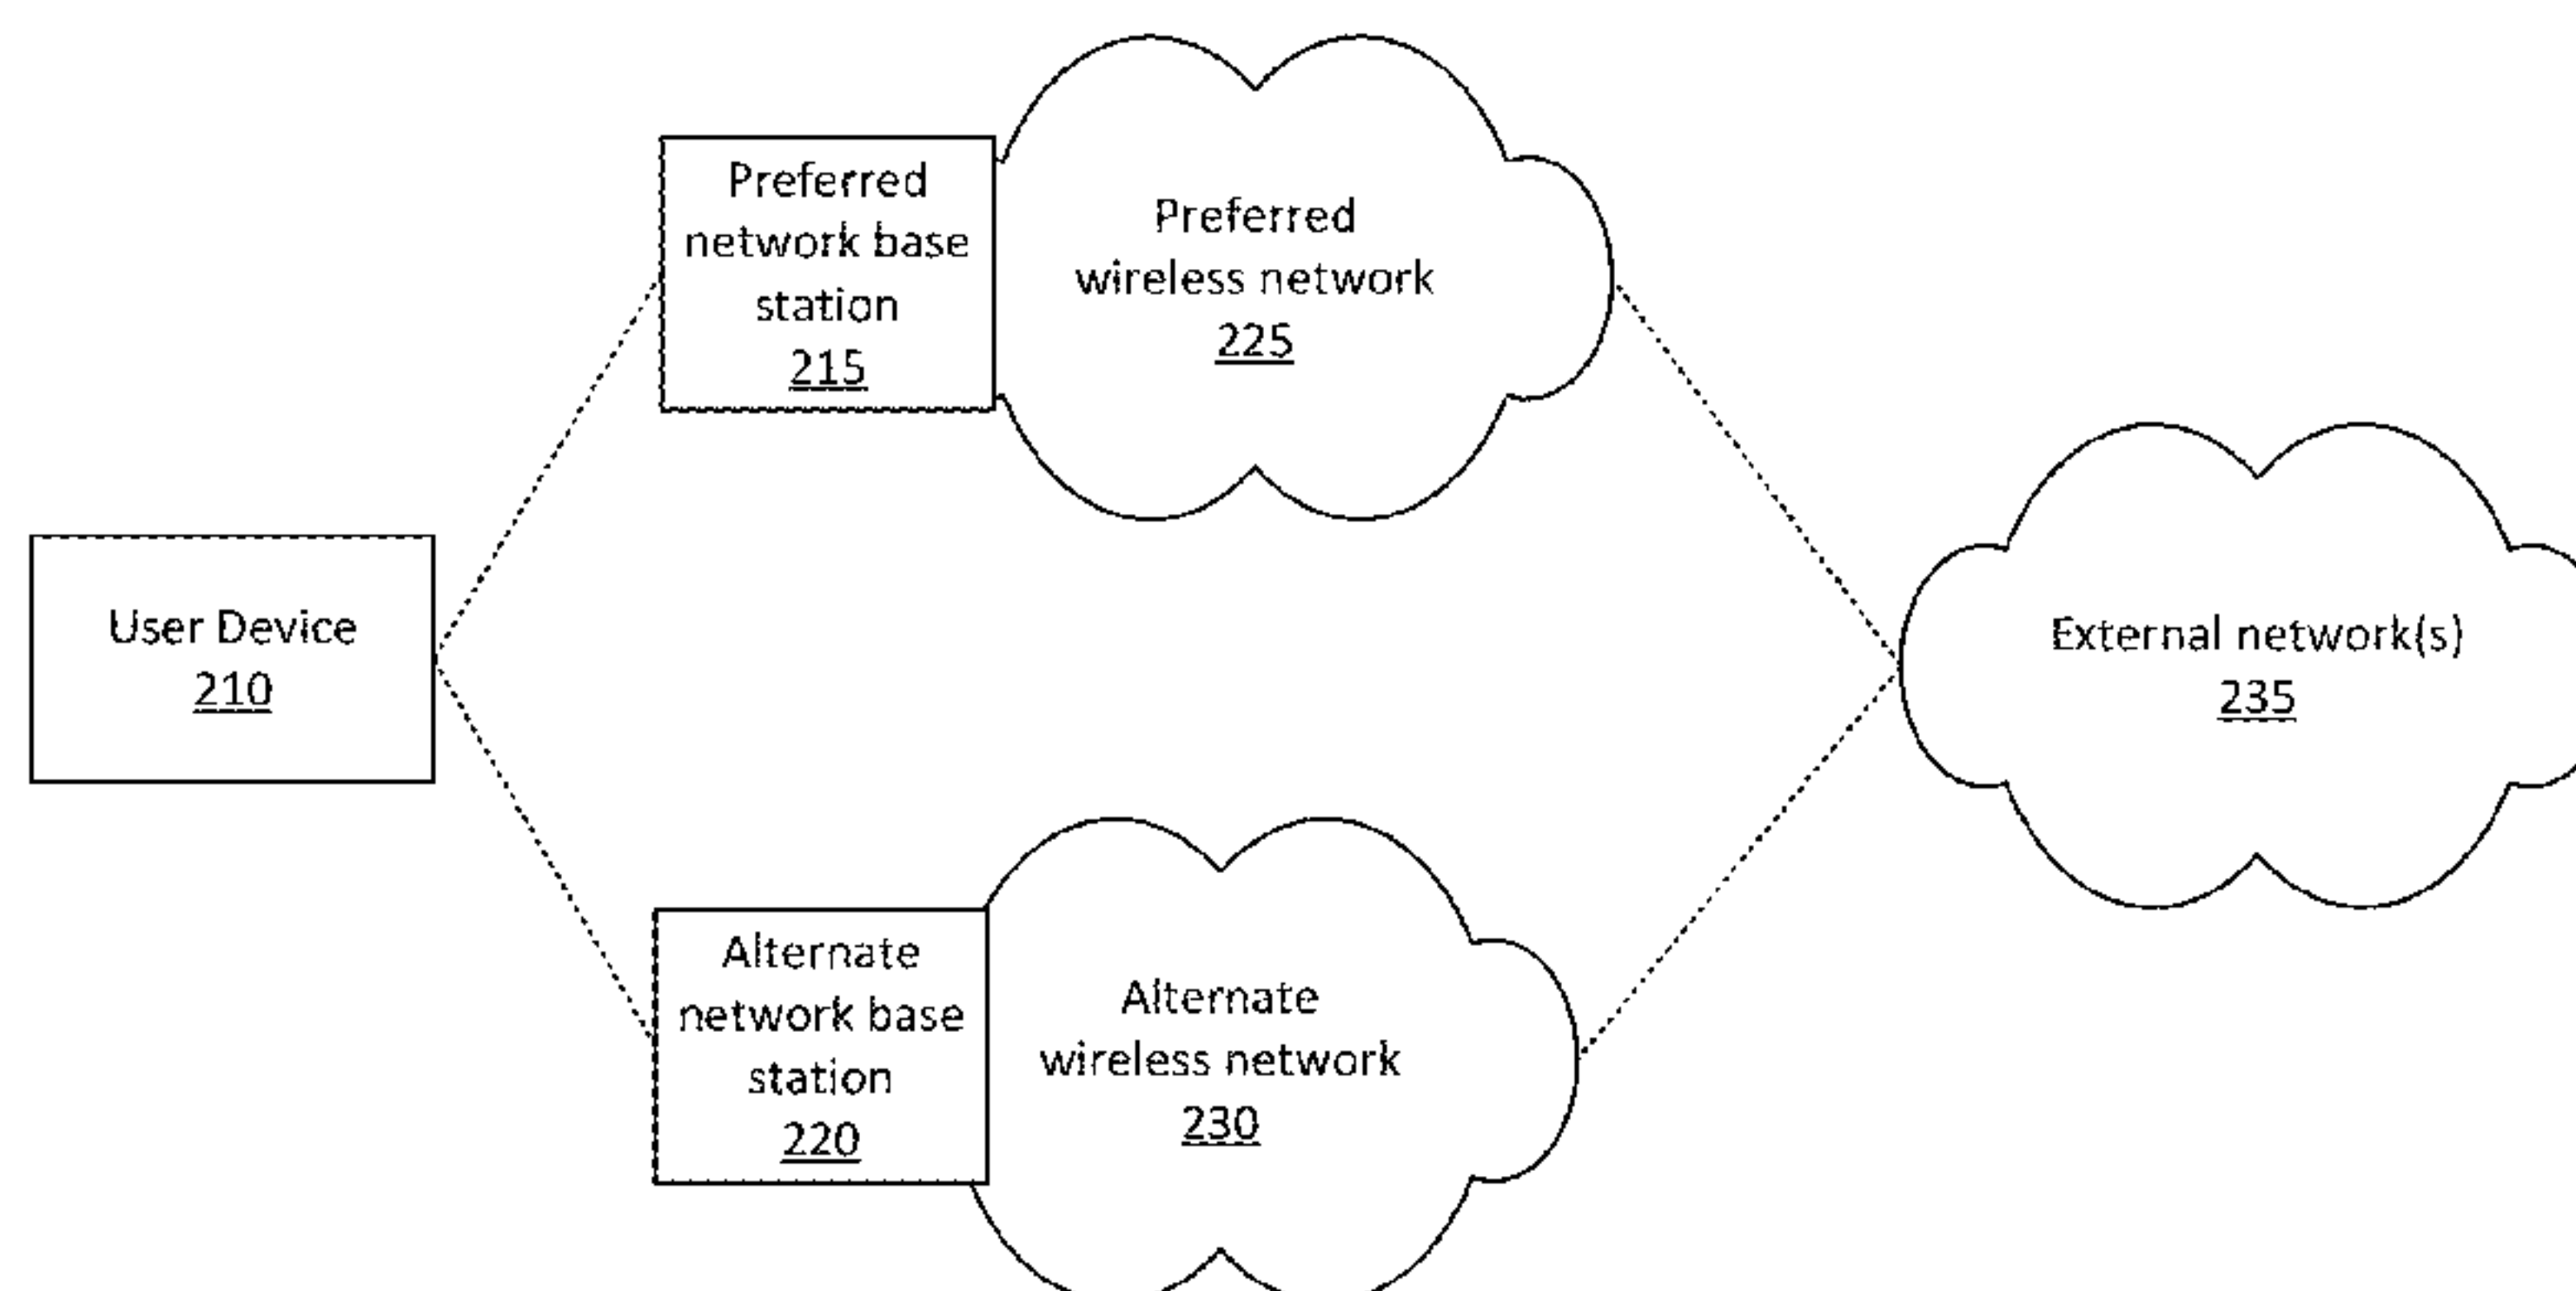 Preferred
network base
station
215
Preferred
wireless network
225
User Device
210
External network(s)
235
Alternate
network base
station
220
Alternate
wireless network
230